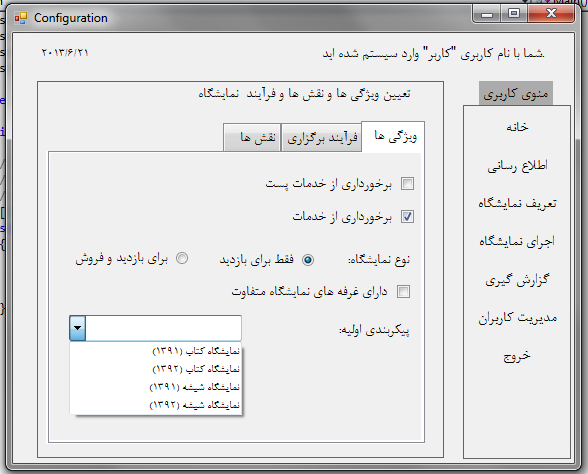 Configuration
شما با نام کاربری "کاربر" وارد سیستم شده اید.
۲۰۱۳/۶/۲۱
منوی کاربری
خانه
اطلاع رسانی
تعریف نمایشگاه
اجرای نمایشگاه
گزارش گیری
مدیریت کاربران
خروج
تعیین ویژگی ها و نقش ها و فرآیند نمایشگاه
ویژگی ها
فرآیند برگزاری
نقش ها
برخورداری از خدمات پست
برخورداری از خدمات
نوع نمایشگاه: فقط برای بازدید برای بازدید و فروش
دارای غرفه های نمایشگاه متفاوت
پیکربندی اولیه:
نمایشگاه کتاب (۱۳۹۱)
نمایشگاه کتاب (۱۳۹۲)
نمایشگاه شیشه (۱۳۹۱)
نمایشگاه شیشه (۱۳۹۲)